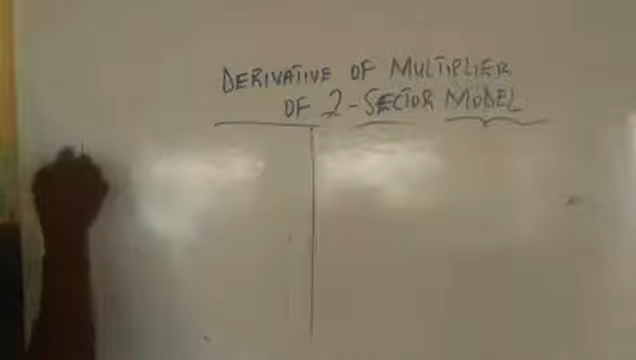 DERIVATIVE OF MULTIPLIER
OF 2-SECTOR MODEL